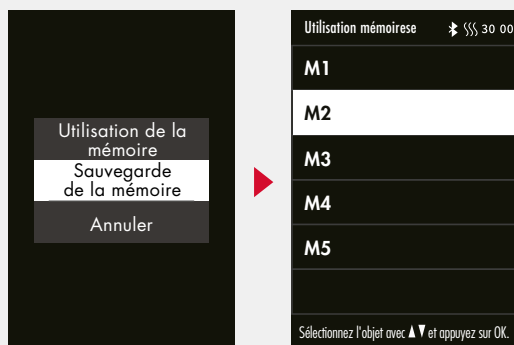 Utilisation de la
mémoire
Sauvegarde
de la mémoire
Annuler
Utilisation mémoirese 30 00
M1
M2
M3
M4
M5
Sélectionnez l'objet avec ▲▼ et appuyez sur OK.